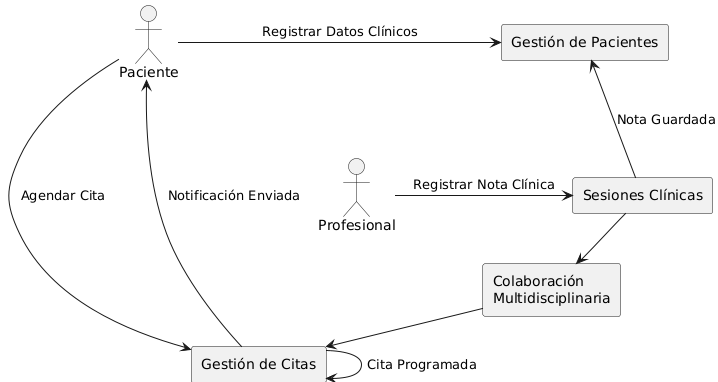 Registrar Datos Clínicos
Gestión de Pacientes
Paciente
Nota Guardada
Agendar Cita
Notificación Enviada
Registrar Nota Clínica
Sesiones Clínicas
Profesional
Colaboración
Multidisciplinaria
Gestión de Citas
Cita Programada